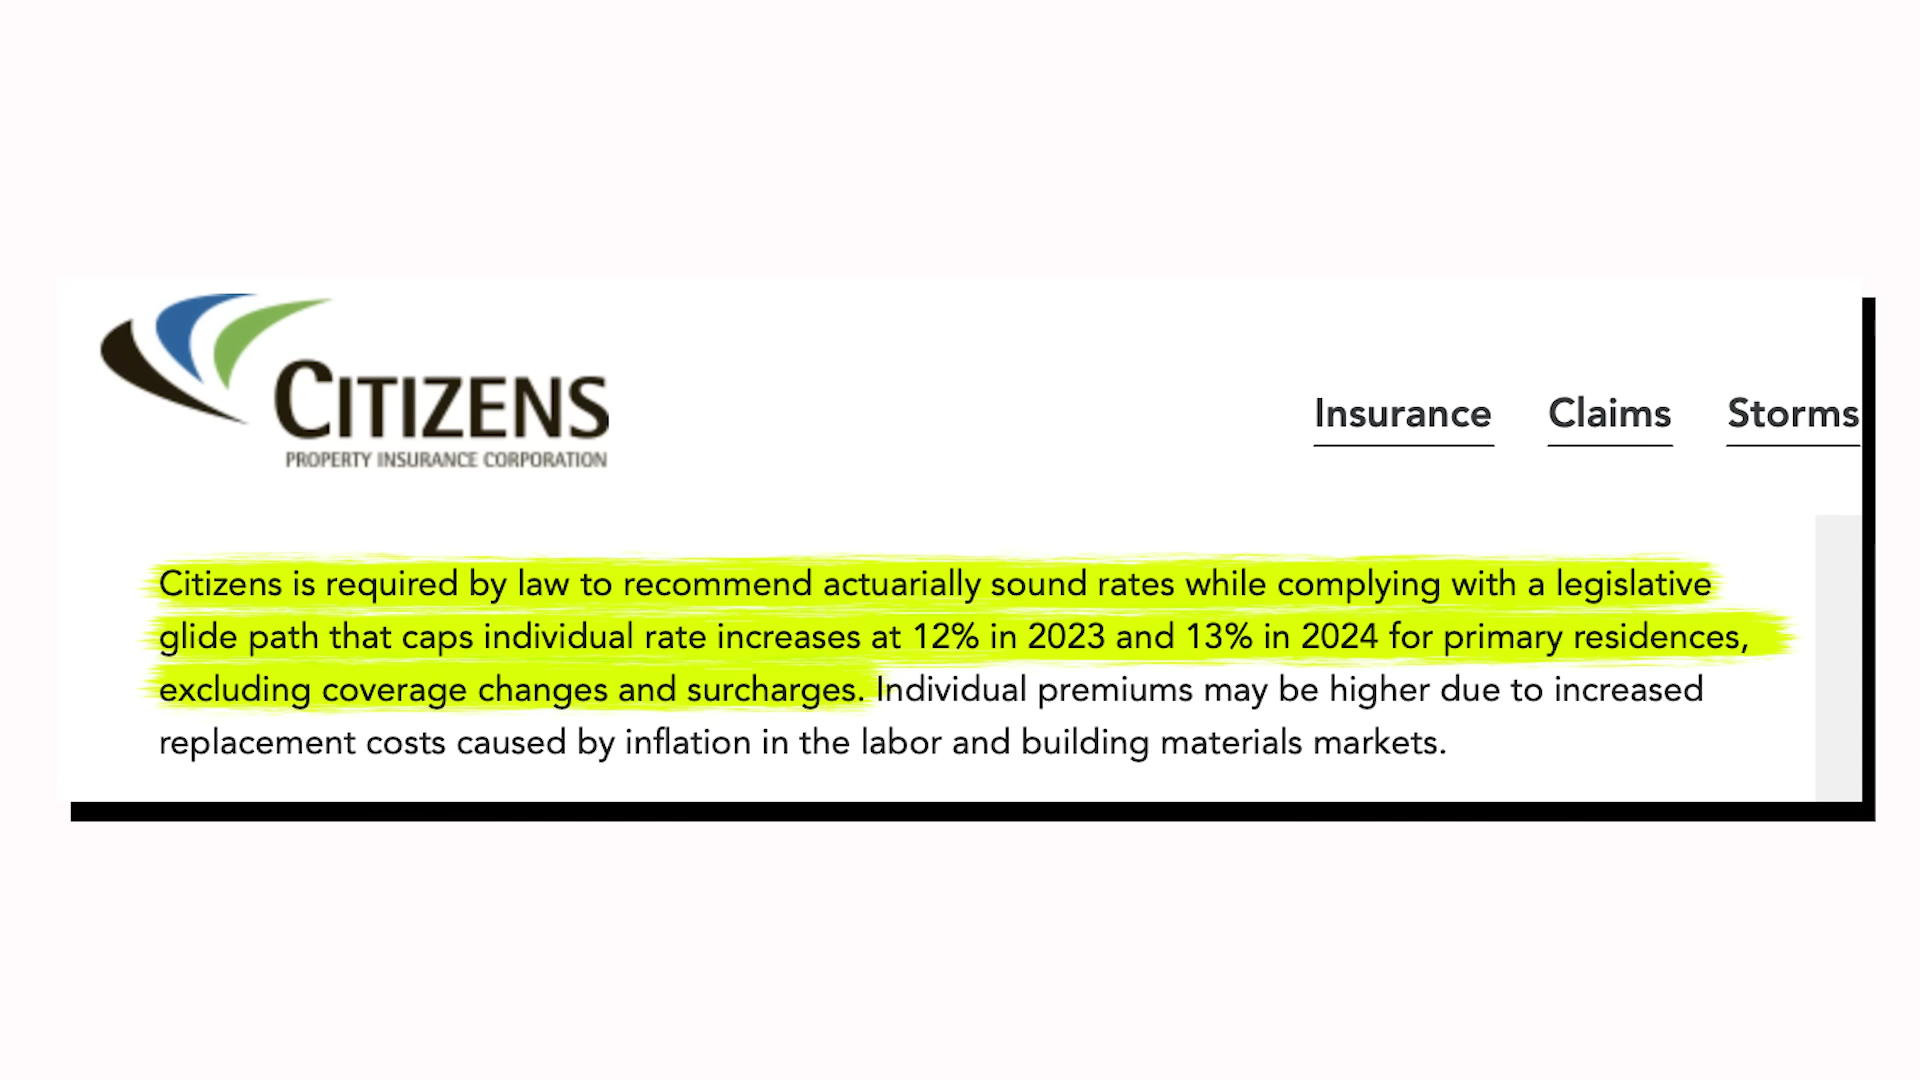 CITIZENS
PROPERTY INSURANCE CORPORATION
Insurance Claims Storms
Citizens is required by law to recommend actuarially sound rates while complying with a legislative
glide path that caps individual rate increases at 12% in 2023 and 13% in 2024 for primary residences,
excluding coverage changes and surcharges. Individual premiums may be higher due to increased
replacement costs caused by inflation in the labor and building materials markets.